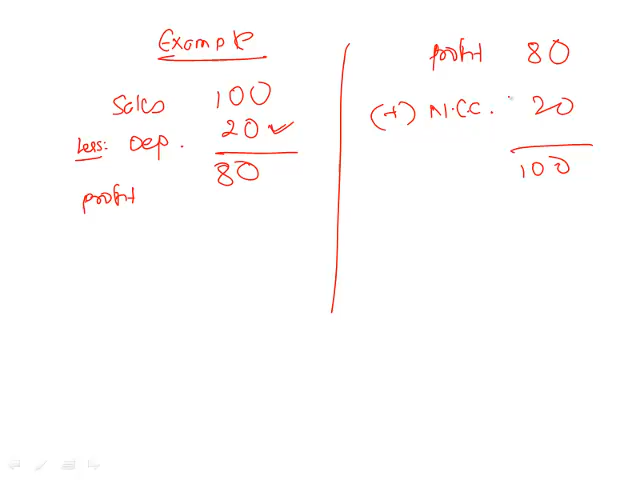 Example
Sales 100
Less: Dep. 20 ✓
80
profit
profit 80
(+) N.C.C. 20
100